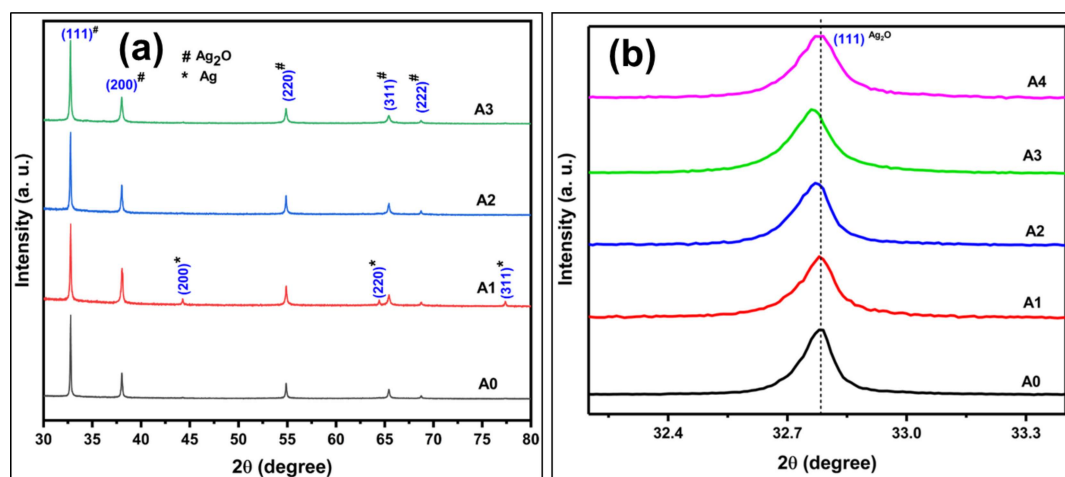 (a)
(111)#
# Ag₂O
* Ag
(200)#
(220)#
(311)#
(222)#
A3
A2
(200)*
(220)*
(311)*
A1
A0
Intensity (a. u.)
30 35 40 45 50 55 60 65 70 75 80
2θ (degree)
(b)
(111) Ag₂O
A4
A3
A2
A1
A0
Intensity (a. u.)
32.4 32.7 33.0 33.3
2θ (degree)